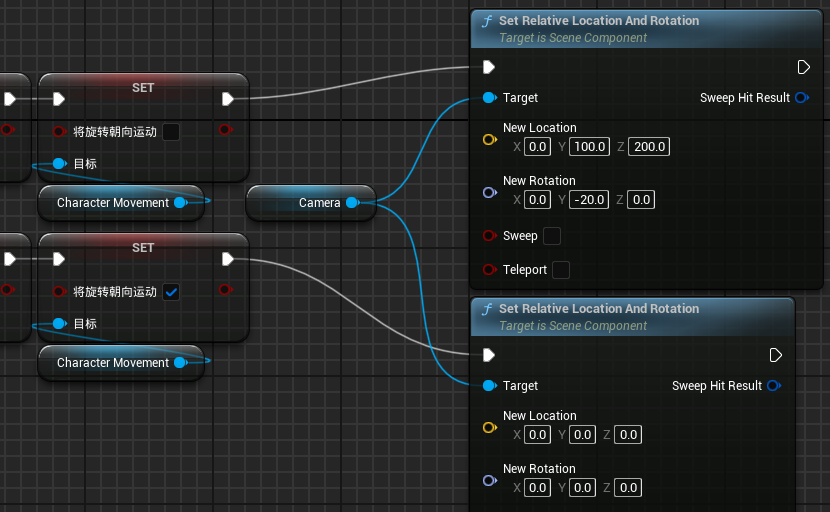 Set Relative Location And Rotation
Target is Scene Component
SET
Target
Sweep Hit Result
将旋转朝向运动
New Location
X 0.0 Y 100.0 Z 200.0
目标
New Rotation
X 0.0 Y -20.0 Z 0.0
Character Movement
Camera
Sweep
SET
Teleport
将旋转朝向运动
Set Relative Location And Rotation
目标
Target is Scene Component
Character Movement
Target
Sweep Hit Result
New Location
X 0.0 Y 0.0 Z 0.0
New Rotation
X 0.0 Y 0.0 Z 0.0